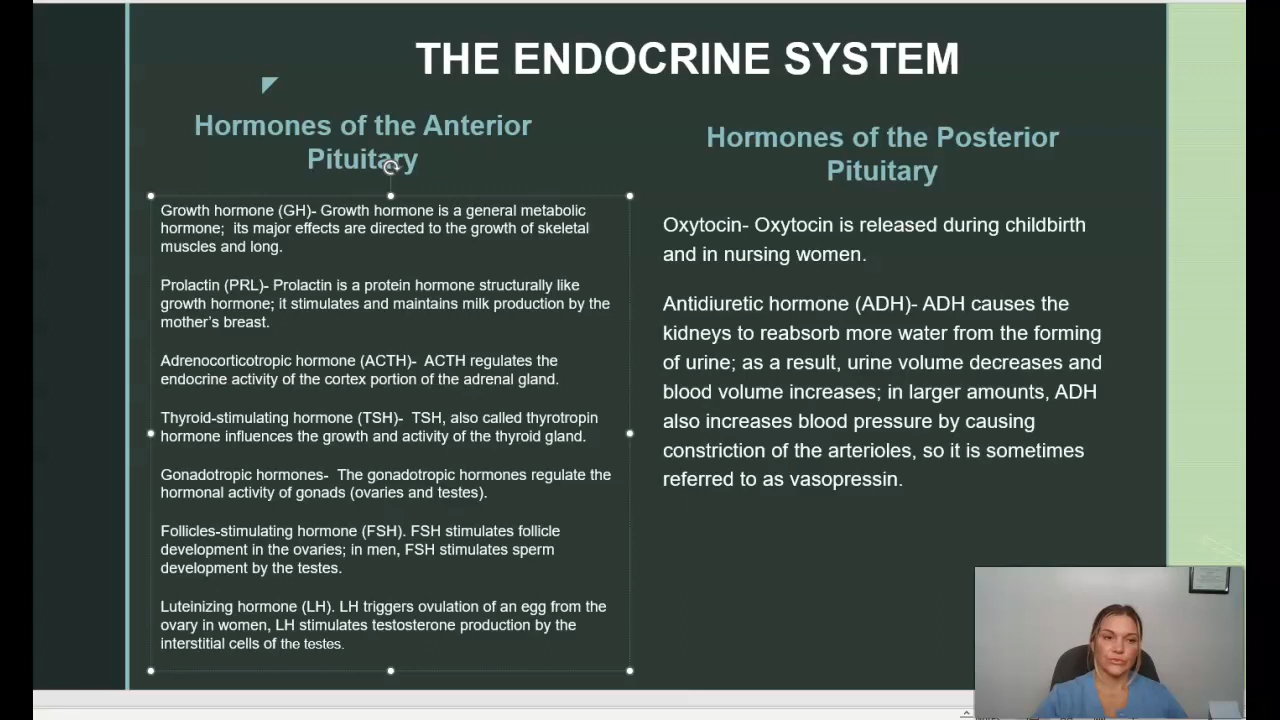 THE ENDOCRINE SYSTEM
Hormones of the Anterior
Pituitary
Growth hormone (GH)- Growth hormone is a general metabolic
hormone;  its major effects are directed to the growth of skeletal
muscles and long.
Prolactin (PRL)- Prolactin is a protein hormone structurally like
growth hormone; it stimulates and maintains milk production by the
mother's breast.
Adrenocorticotropic hormone (ACTH)-  ACTH regulates the
endocrine activity of the cortex portion of the adrenal gland.
Thyroid-stimulating hormone (TSH)-  TSH, also called thyrotropin
hormone influences the growth and activity of the thyroid gland.
Gonadotropic hormones-  The gonadotropic hormones regulate the
hormonal activity of gonads (ovaries and testes).
Follicles-stimulating hormone (FSH). FSH stimulates follicle
development in the ovaries; in men, FSH stimulates sperm
development by the testes.
Luteinizing hormone (LH). LH triggers ovulation of an egg from the
ovary in women, LH stimulates testosterone production by the
interstitial cells of the testes.
Hormones of the Posterior
Pituitary
Oxytocin- Oxytocin is released during childbirth
and in nursing women.
Antidiuretic hormone (ADH)- ADH causes the
kidneys to reabsorb more water from the forming
of urine; as a result, urine volume decreases and
blood volume increases; in larger amounts, ADH
also increases blood pressure by causing
constriction of the arterioles, so it is sometimes
referred to as vasopressin.